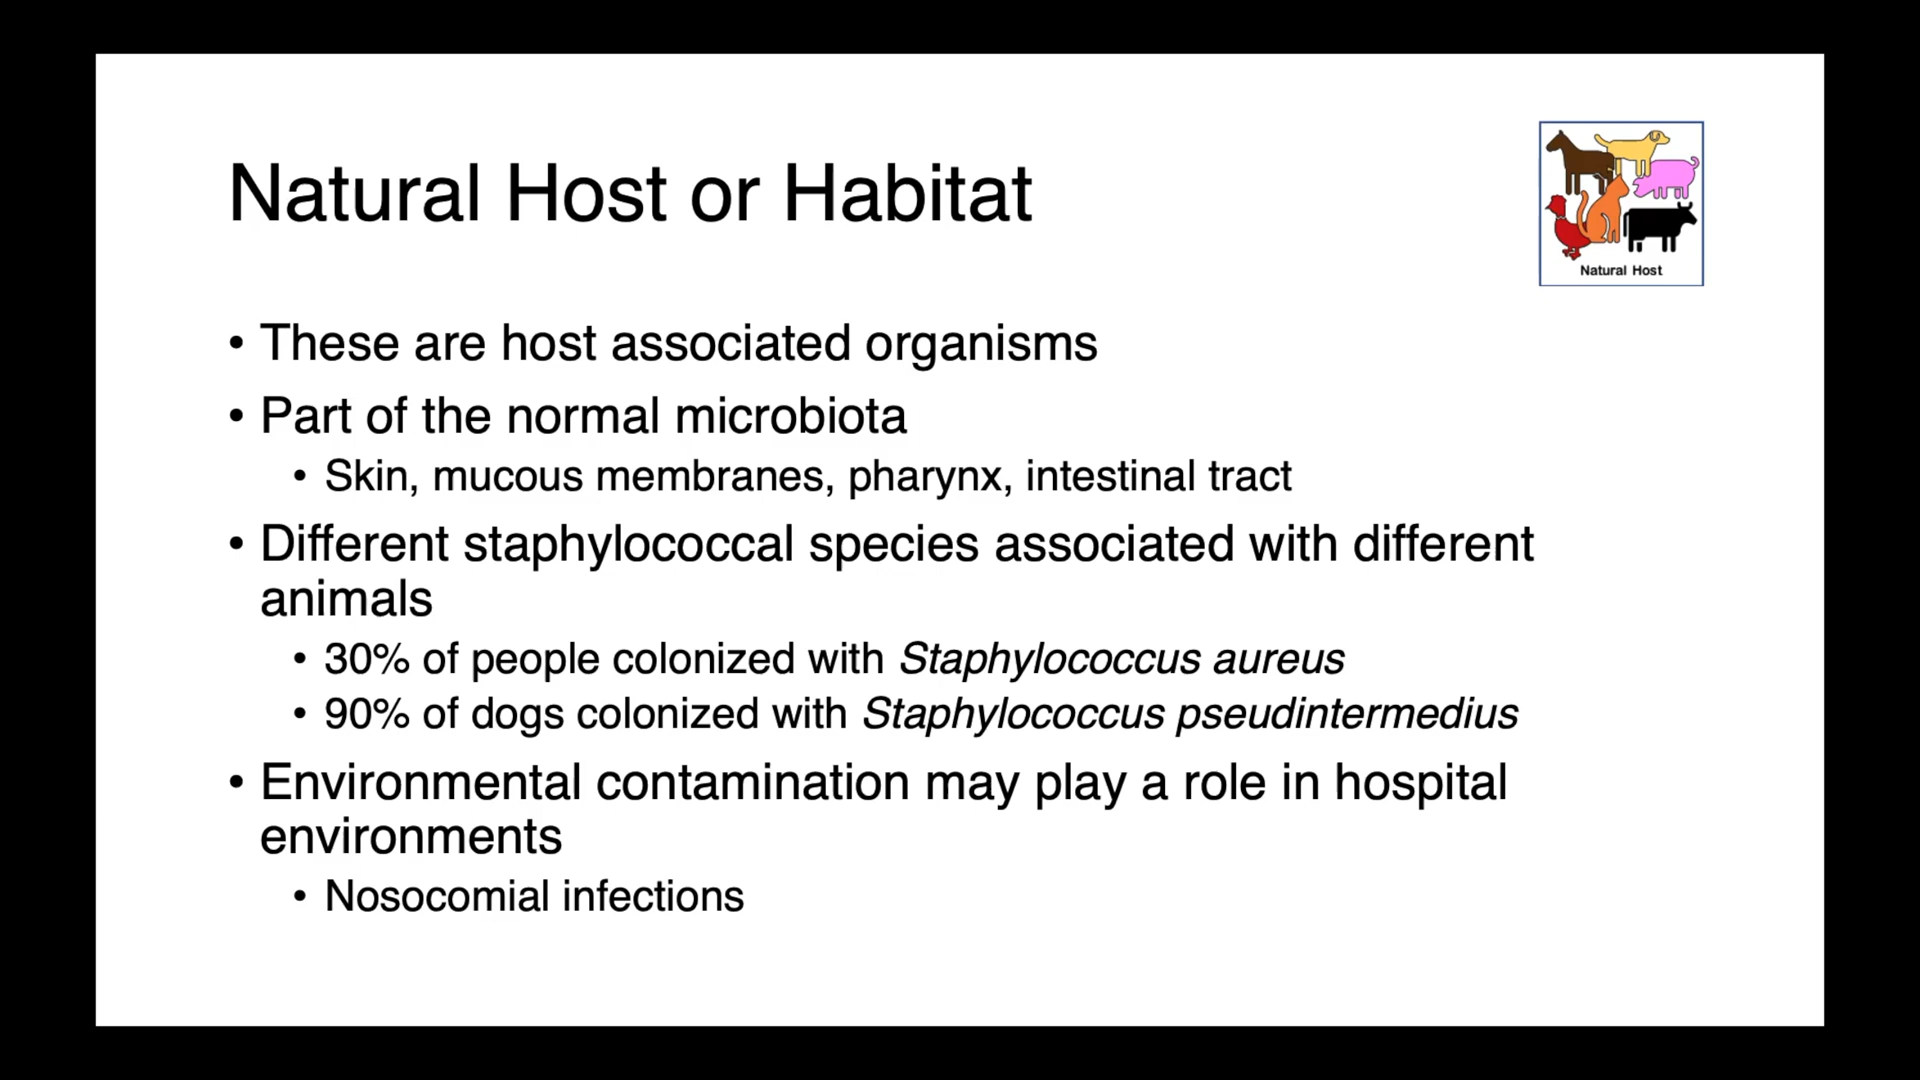 Natural Host or Habitat
Natural Host
• These are host associated organisms
• Part of the normal microbiota
• Skin, mucous membranes, pharynx, intestinal tract
• Different staphylococcal species associated with different
animals
• 30% of people colonized with Staphylococcus aureus
• 90% of dogs colonized with Staphylococcus pseudintermedius
• Environmental contamination may play a role in hospital
environments
• Nosocomial infections